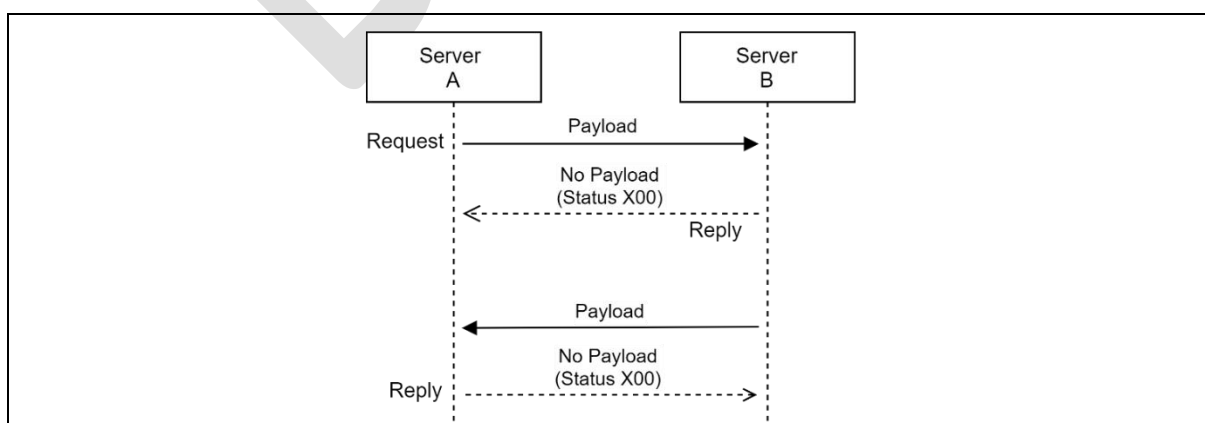 Server
A
Server
B
Request
Payload
No Payload
(Status X00)
Reply
Payload
No Payload
(Status X00)
Reply